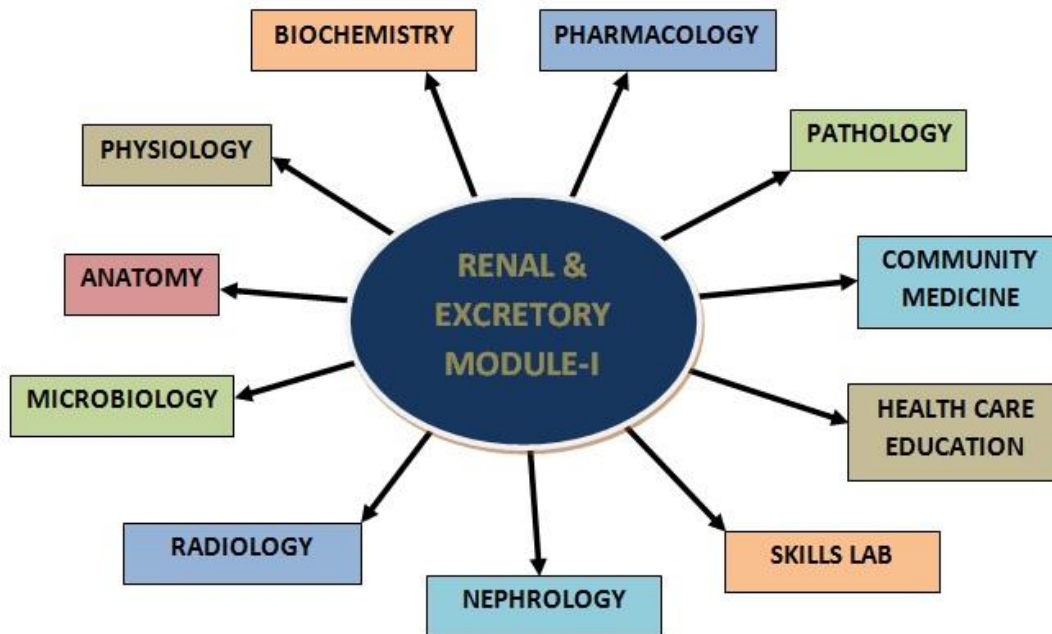 BIOCHEMISTRY
PHARMACOLOGY
PHYSIOLOGY
PATHOLOGY
ANATOMY
RENAL &
EXCRETORY
MODULE-I
COMMUNITY
MEDICINE
MICROBIOLOGY
HEALTH CARE
EDUCATION
RADIOLOGY
NEPHROLOGY
SKILLS LAB